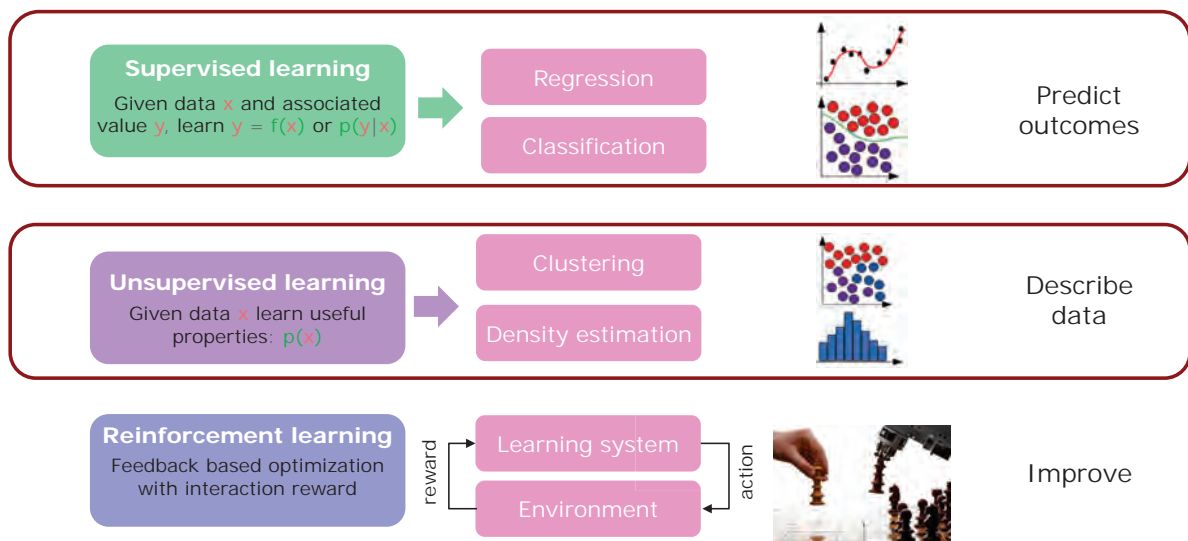 Supervised learning
Given data x and associated
value y, learn y = f(x) or p(y|x)
Regression
Classification
Predict
outcomes
Unsupervised learning
Given data x learn useful
properties: p(x)
Clustering
Density estimation
Describe
data
Reinforcement learning
Feedback based optimization
with interaction reward
reward
Learning system
Environment
action
Improve